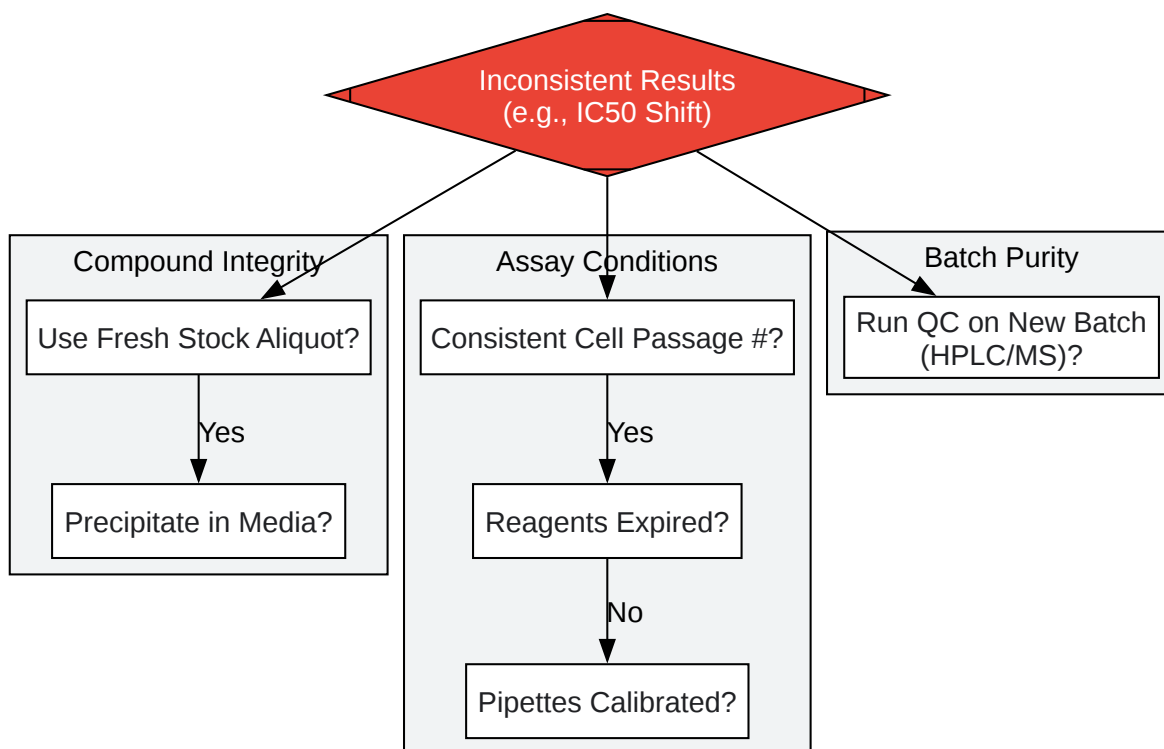 Inconsistent Results
(e.g., IC50 Shift)
Compound Integrity
Use Fresh Stock Aliquot?
Yes
Precipitate in Media?
Assay Conditions
Consistent Cell Passage #?
Yes
Reagents Expired?
No
Pipettes Calibrated?
Batch Purity
Run QC on New Batch
(HPLC/MS)?